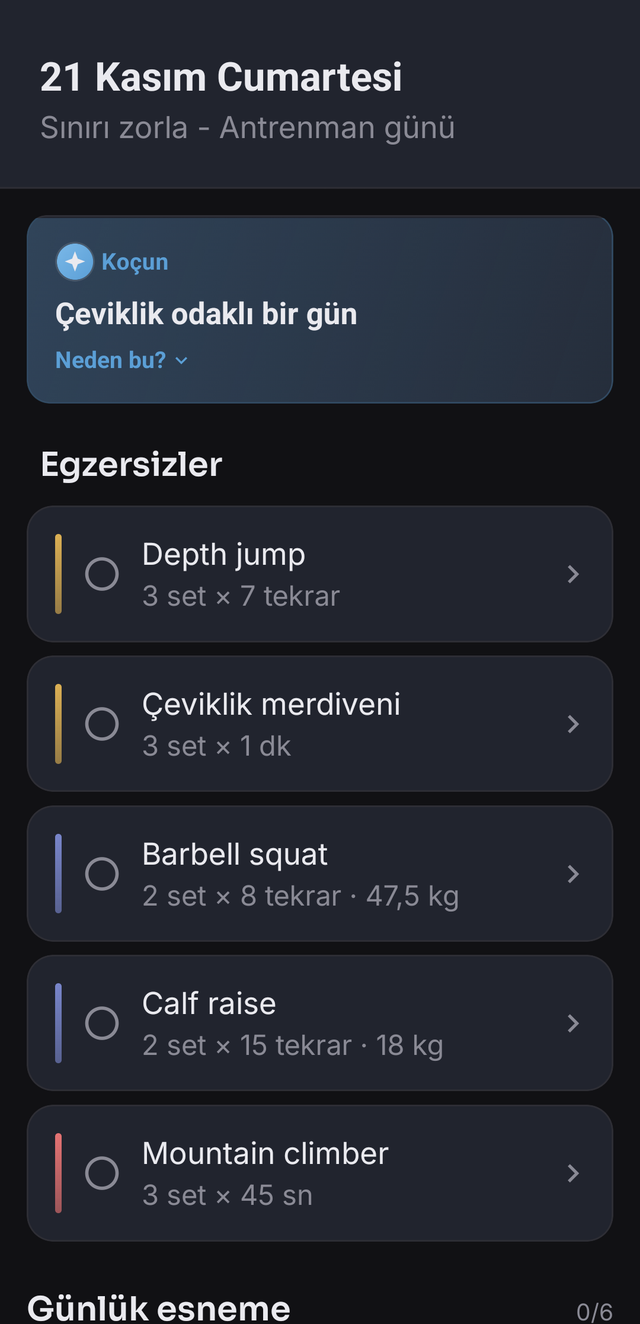 21 Kasım Cumartesi
Sınırı zorla - Antrenman günü
Koçun
Çeviklik odaklı bir gün
Neden bu?
Egzersizler
Depth jump
3 set × 7 tekrar
Çeviklik merdiveni
3 set × 1 dk
Barbell squat
2 set × 8 tekrar · 47,5 kg
Calf raise
2 set × 15 tekrar · 18 kg
Mountain climber
3 set × 45 sn
Günlük esneme 0/6